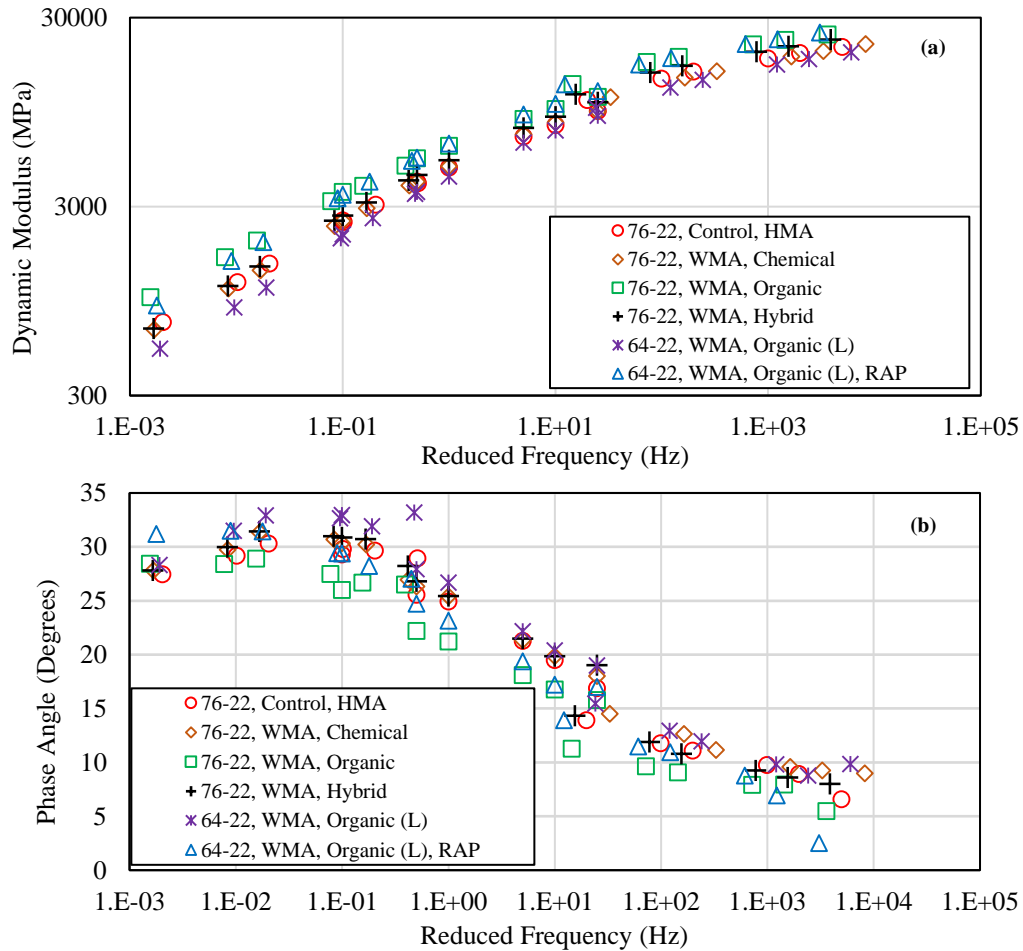 30000
(a)
Dynamic Modulus (MPa)
3000
76-22, Control, HMA
76-22, WMA, Chemical
76-22, WMA, Organic
76-22, WMA, Hybrid
64-22, WMA, Organic (L)
64-22, WMA, Organic (L), RAP
300
1.E-03 1.E-01 1.E+01 1.E+03 1.E+05
Reduced Frequency (Hz)
35
(b)
30
25
20
15
10
5
0
Phase Angle (Degrees)
76-22, Control, HMA
76-22, WMA, Chemical
76-22, WMA, Organic
76-22, WMA, Hybrid
64-22, WMA, Organic (L)
64-22, WMA, Organic (L), RAP
1.E-03 1.E-02 1.E-01 1.E+00 1.E+01 1.E+02 1.E+03 1.E+04 1.E+05
Reduced Frequency (Hz)